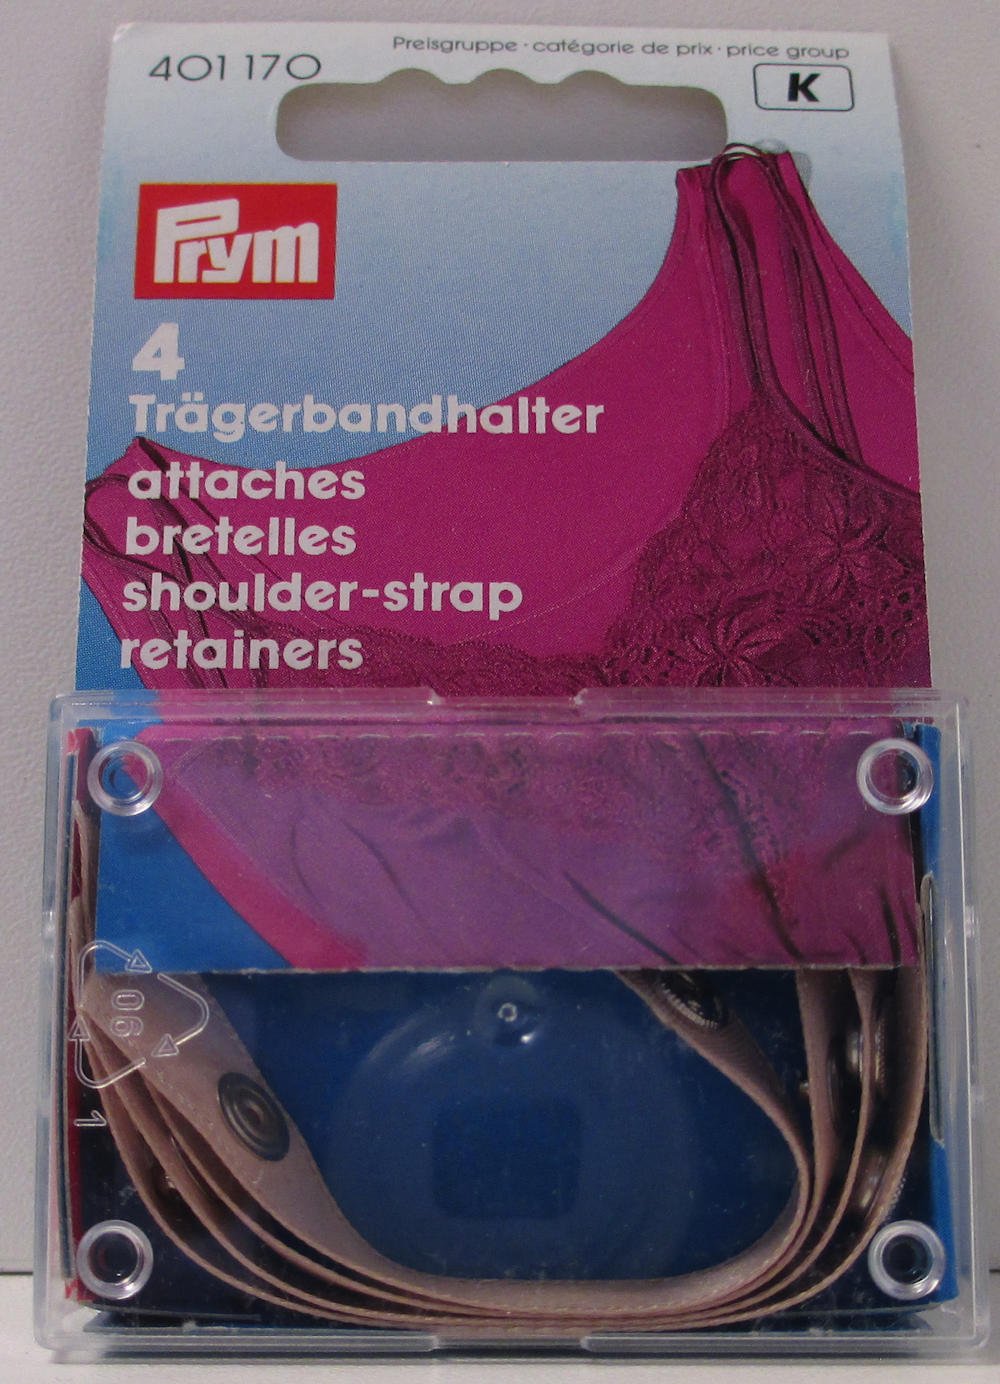 401 170
Preisgruppe · catégorie de prix · price group
K
Prym
4
Trägerbandhalter
attaches
bretelles
shoulder-strap
retainers
06
1